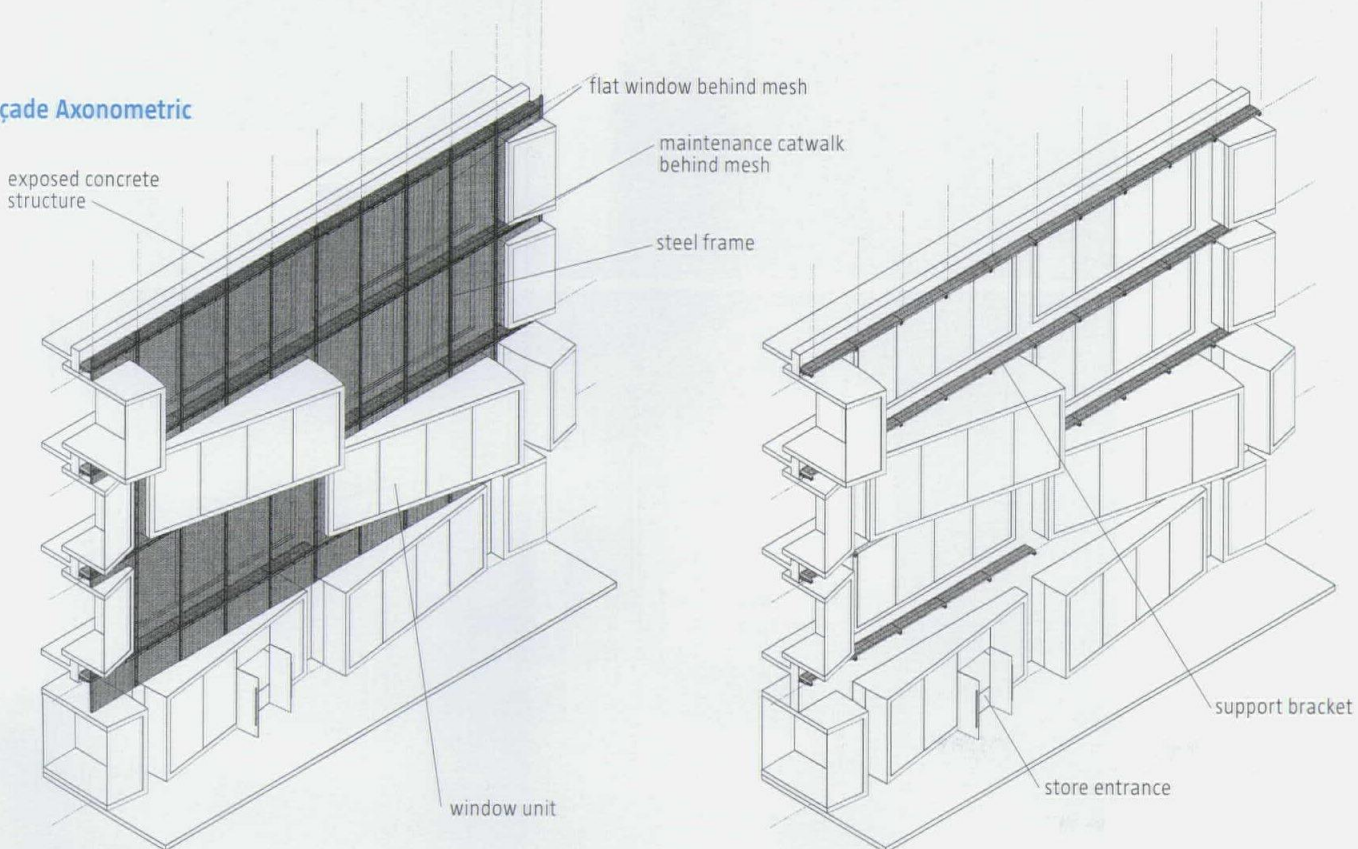 çade Axonometric
exposed concrete
structure
flat window behind mesh
maintenance catwalk
behind mesh
steel frame
window unit
support bracket
store entrance